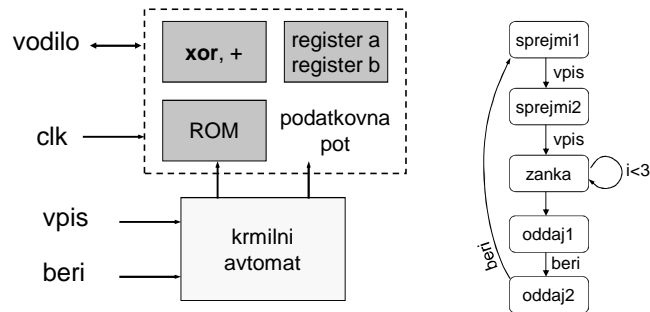 vodilo
xor, +
register a
register b
clk
ROM
podatkovna
pot
vpis
beri
krmilni
avtomat
sprejmi1
vpis
sprejmi2
vpis
zanka
i<3
oddaj1
beri
beri
oddaj2